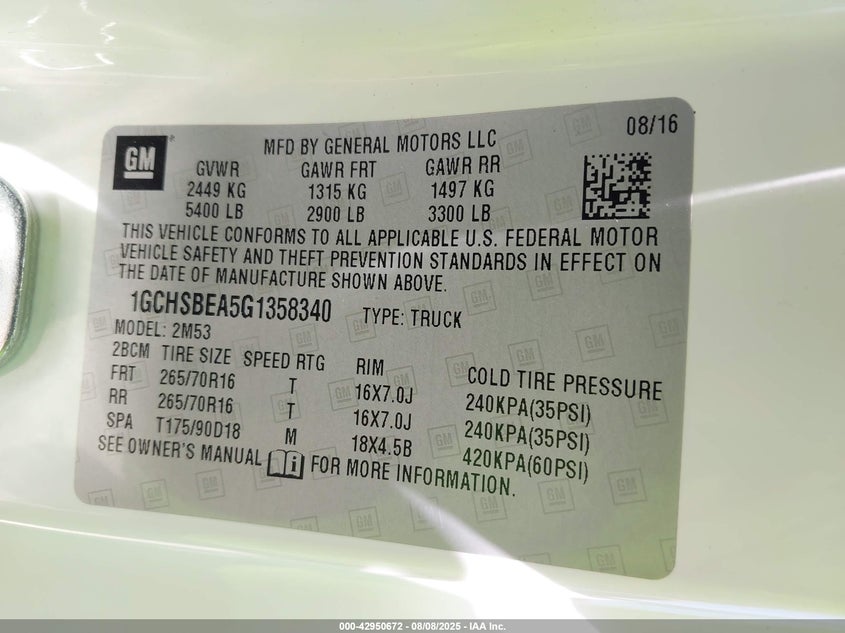 08/16
GM
MFD BY GENERAL MOTORS LLC
GVWR GAWR FRT GAWR RR
2449 KG 1315 KG 1497 KG
5400 LB 2900 LB 3300 LB
THIS VEHICLE CONFORMS TO ALL APPLICABLE U.S. FEDERAL MOTOR
VEHICLE SAFETY AND THEFT PREVENTION STANDARDS IN EFFECT ON
THE DATE OF MANUFACTURE SHOWN ABOVE.
1GCHSBEA5G1358340 TYPE: TRUCK
MODEL: 2M53
2BCM TIRE SIZE SPEED RTG RIM COLD TIRE PRESSURE
FRT 265/70R16 T 16X7.0J 240KPA(35PSI)
RR 265/70R16 T 16X7.0J 240KPA(35PSI)
SPA T175/90D18 M 18X4.5B 420KPA(60PSI)
SEE OWNER'S MANUAL i FOR MORE INFORMATION.
000-42950672 - 08/08/2025 - IAA Inc.